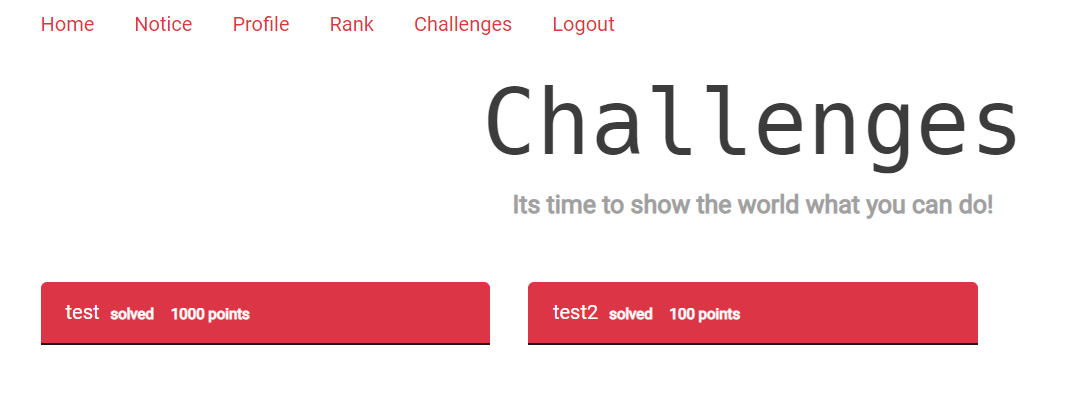 Home Notice Profile Rank Challenges Logout
Challenges
Its time to show the world what you can do!
test solved 1000 points test2 solved 100 points